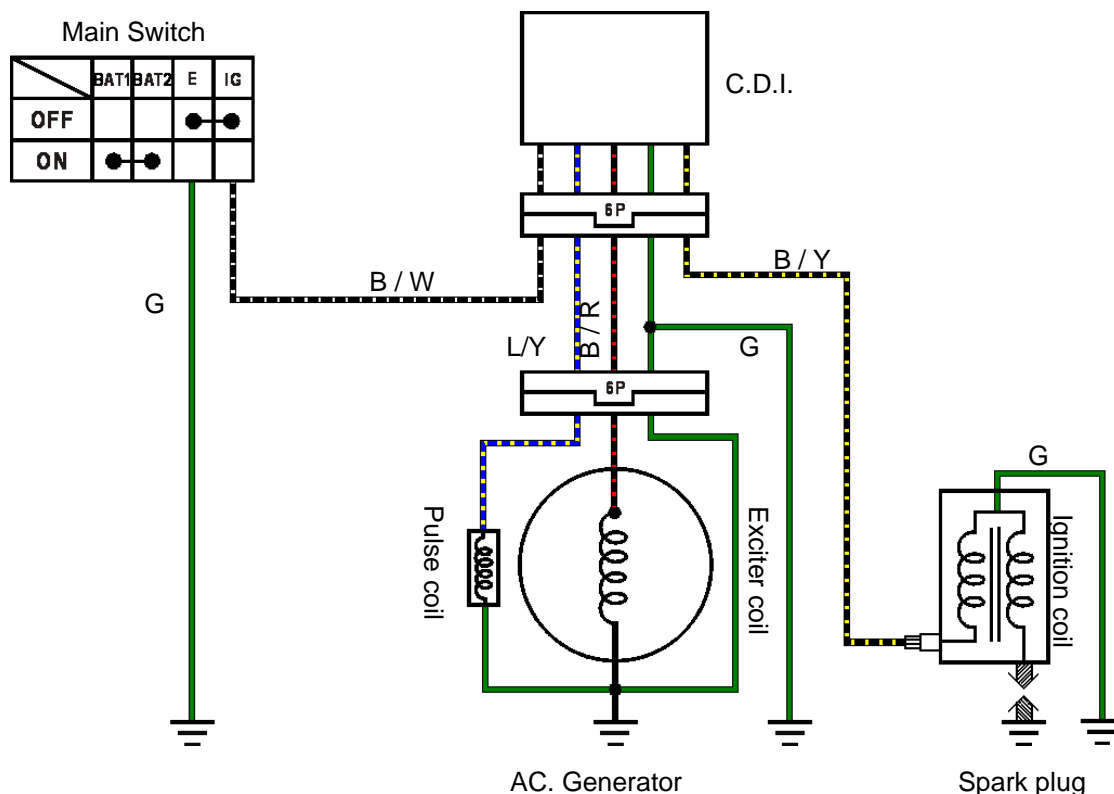 Main Switch
BAT1 BAT2 E IG
OFF
ON
C.D.I.
6P
B / Y
B / W
G
L/Y
B / R
G
6P
G
Pulse coil
Exciter coil
Ignition coil
AC. Generator
Spark plug